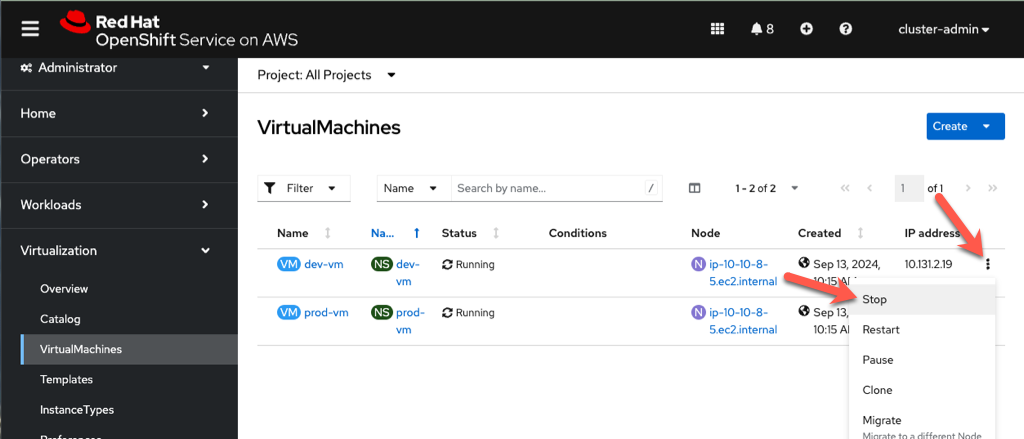 Red Hat
OpenShift Service on AWS
8
cluster-admin
Administrator
Home
Operators
Workloads
Virtualization
Overview
Catalog
VirtualMachines
Templates
InstanceTypes
Preferences
Project: All Projects
VirtualMachines
Create
Filter
Name
Search by name...
/
1 - 2 of 2
1
of 1
Name
Na...
Status
Conditions
Node
Created
IP address
VM dev-vm
NS dev-
vm
Running
N ip-10-10-8-
5.ec2.internal
Sep 13, 2024,
10:15 AM
10.131.2.19
VM prod-vm
NS prod-
vm
Running
N ip-10-10-8-
5.ec2.internal
Sep 13,
10:15 AM
Stop
Restart
Pause
Clone
Migrate
Migrate to a different Node